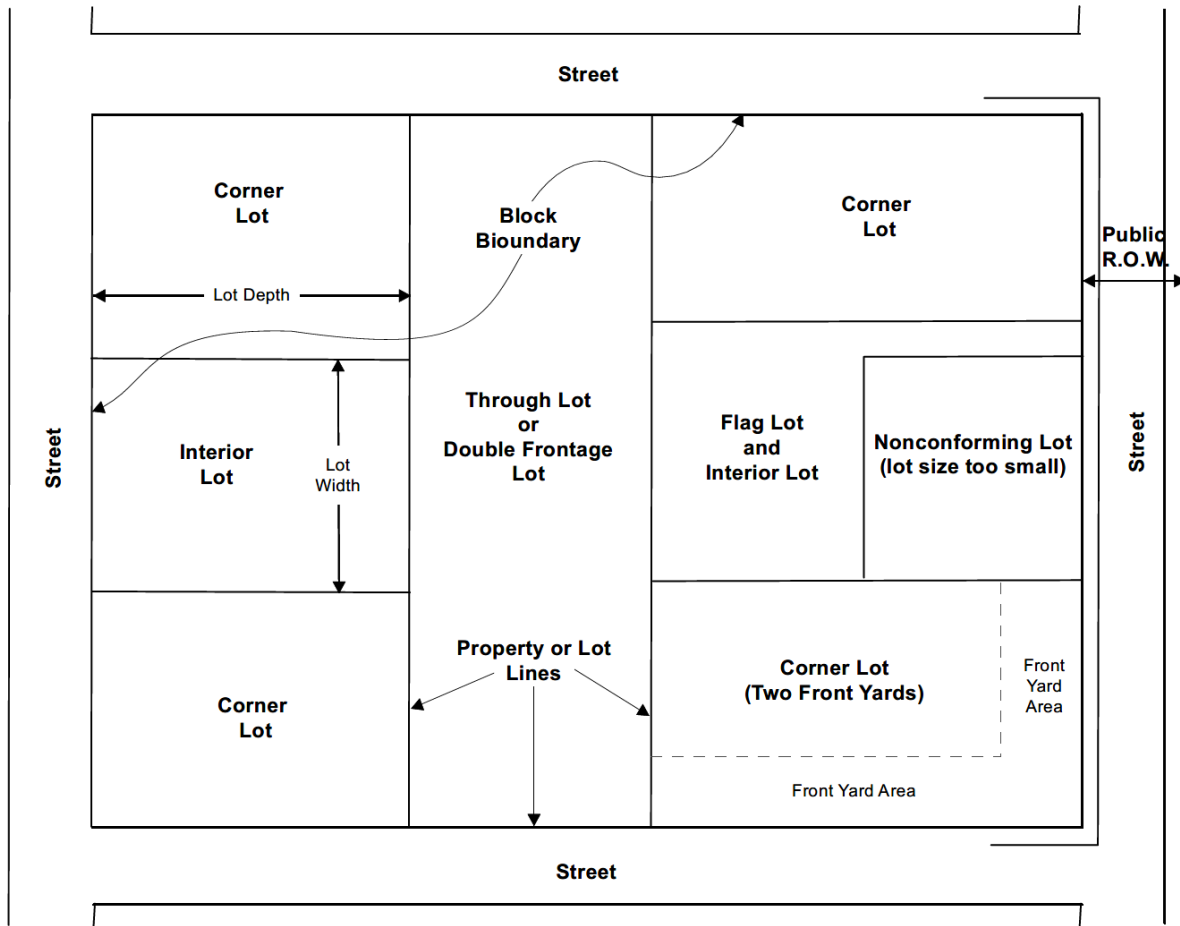 Street
Corner
Lot
Block
Bioundary
Corner
Lot
Public
R.O.W.
Lot Depth
Street
Interior
Lot
Lot
Width
Through Lot
or
Double Frontage
Lot
Flag Lot
and
Interior Lot
Nonconforming Lot
(lot size too small)
Street
Corner
Lot
Property or Lot
Lines
Corner Lot
(Two Front Yards)
Front
Yard
Area
Front Yard Area
Street